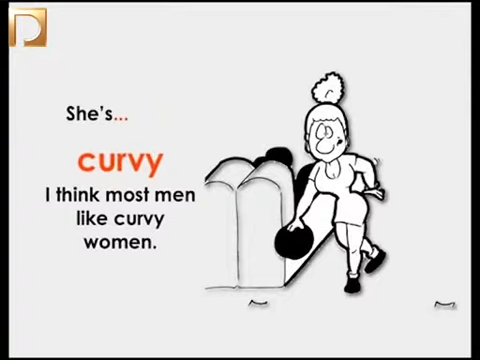 She's...
curvy
I think most men
like curvy
women.